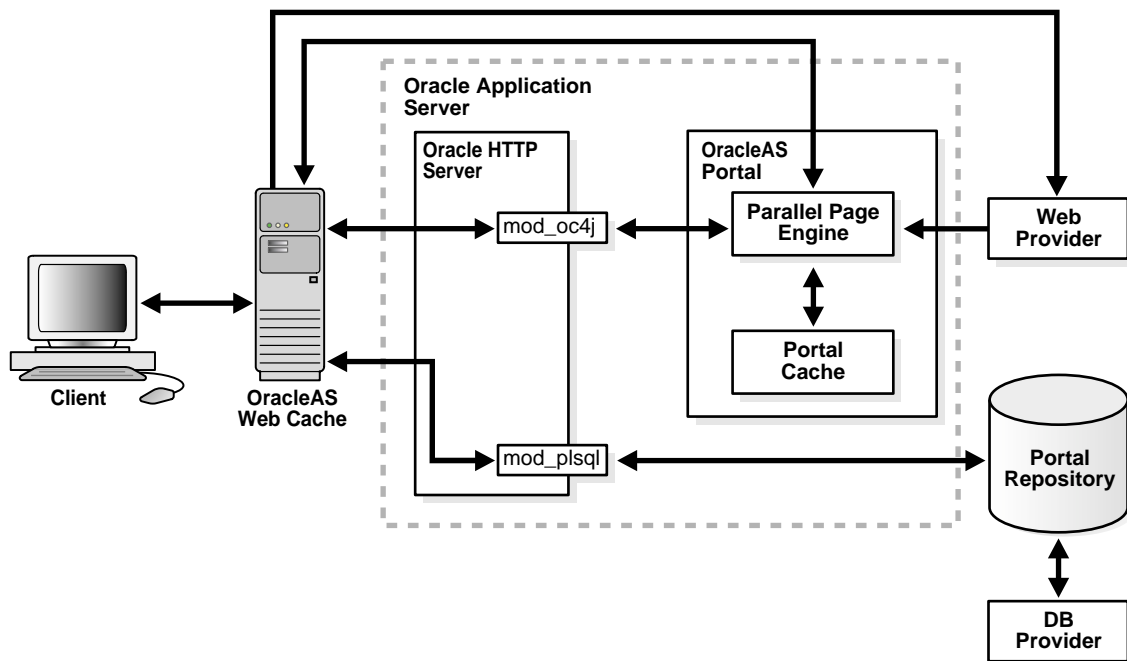 Oracle Application
Server
Oracle HTTP
Server
OracleAS
Portal
mod_oc4j
Parallel Page
Engine
Web
Provider
Portal
Cache
Client
OracleAS
Web Cache
mod_plsql
Portal
Repository
DB
Provider